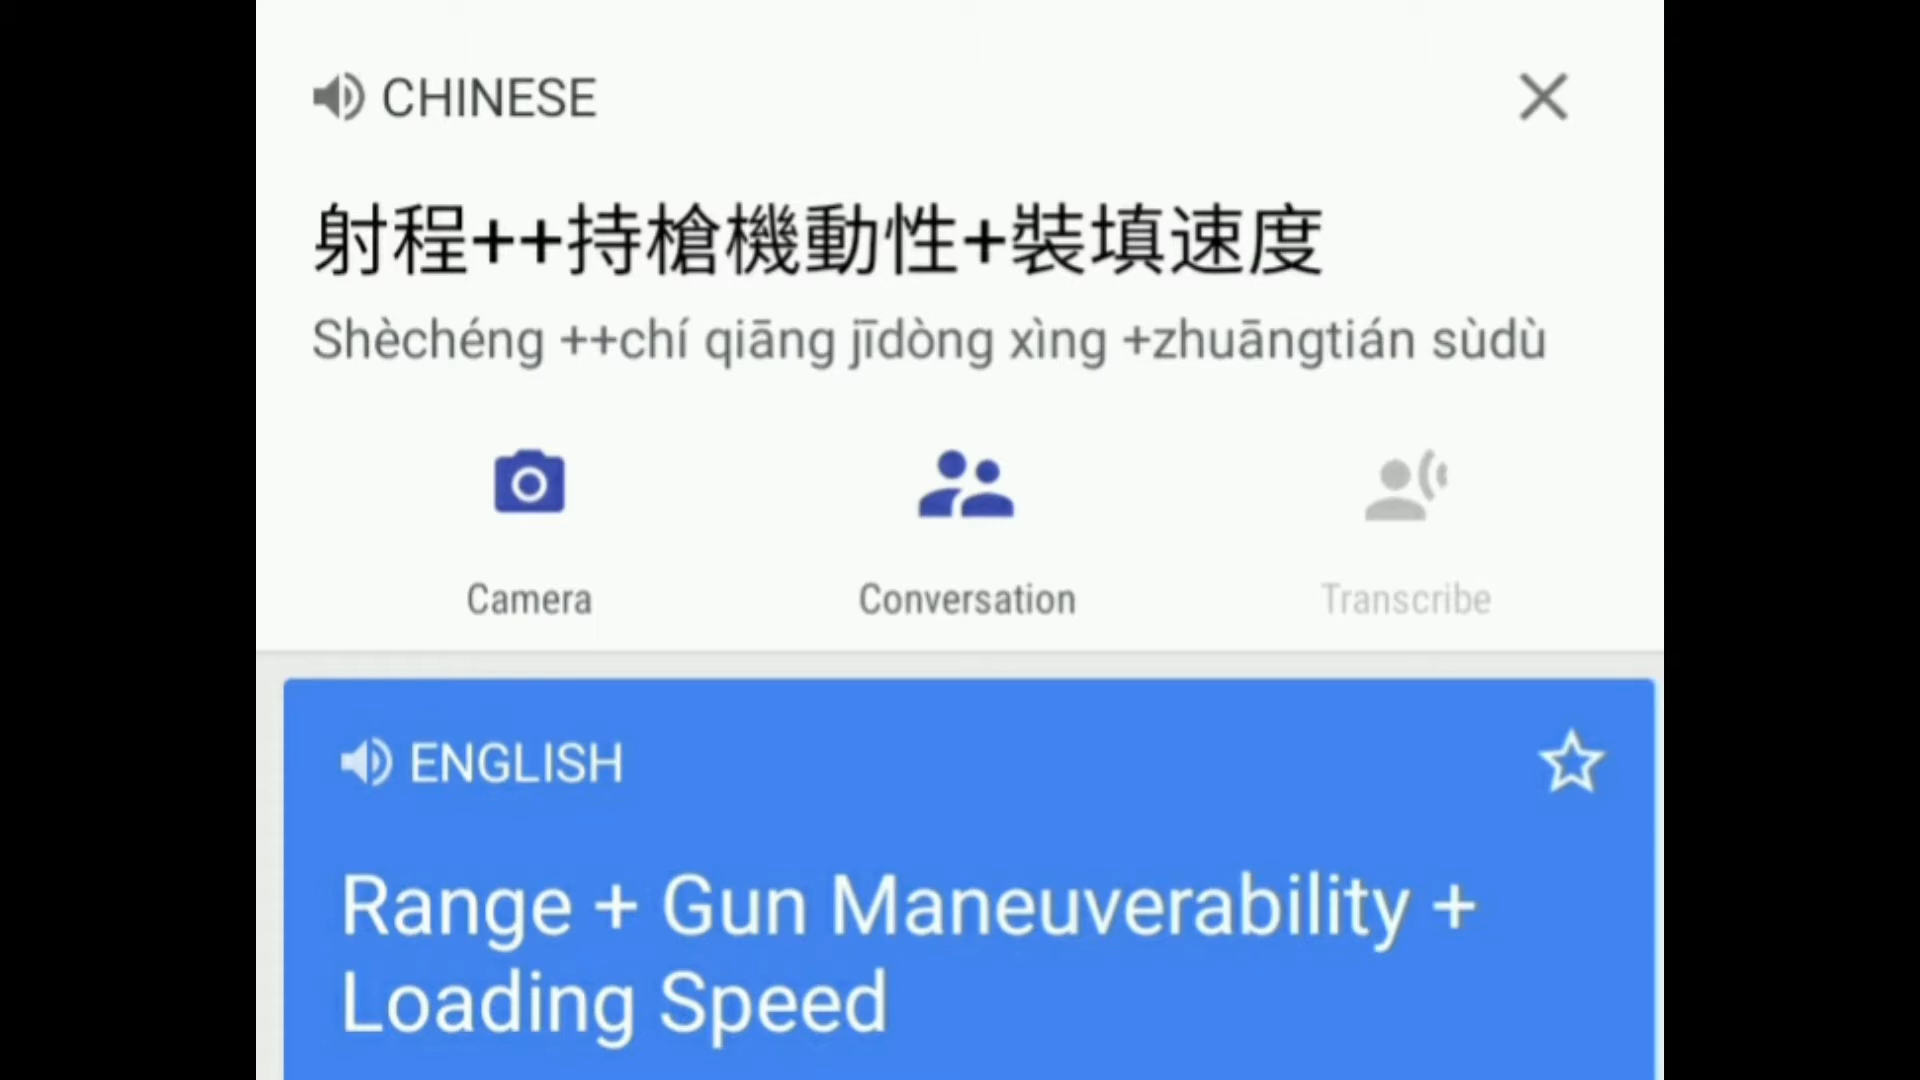 CHINESE
射程++持槍機動性+裝填速度
Shèchéng ++chí qiāng jīdòng xìng +zhuāngtián sùdù
Camera
Conversation
Transcribe
ENGLISH
Range + Gun Maneuverability +
Loading Speed